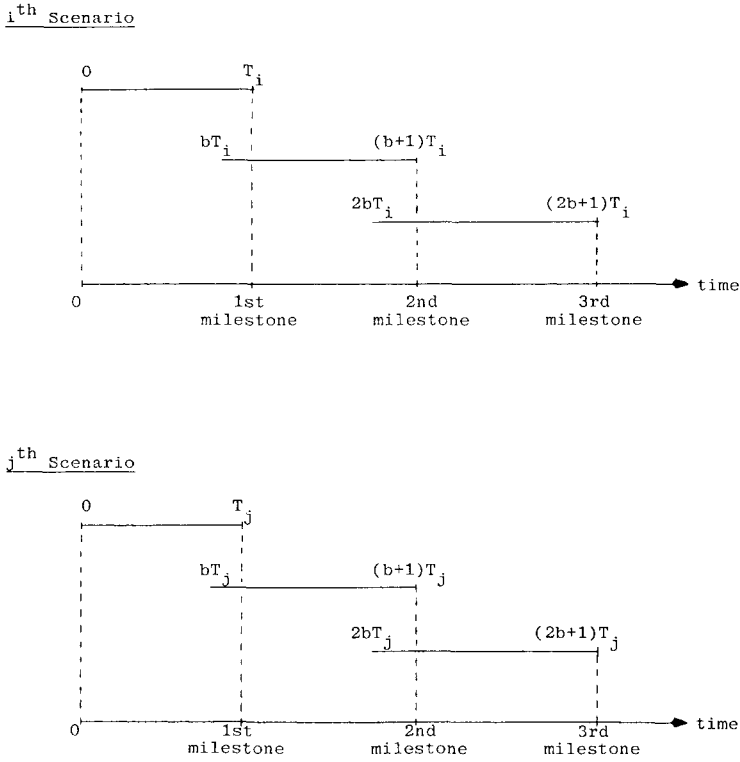 i^th Scenario
0 T_i
bT_i (b+1)T_i
2bT_i (2b+1)T_i
0 1st milestone 2nd milestone 3rd milestone time
j^th Scenario
0 T_j
bT_j (b+1)T_j
2bT_j (2b+1)T_j
0 1st milestone 2nd milestone 3rd milestone time